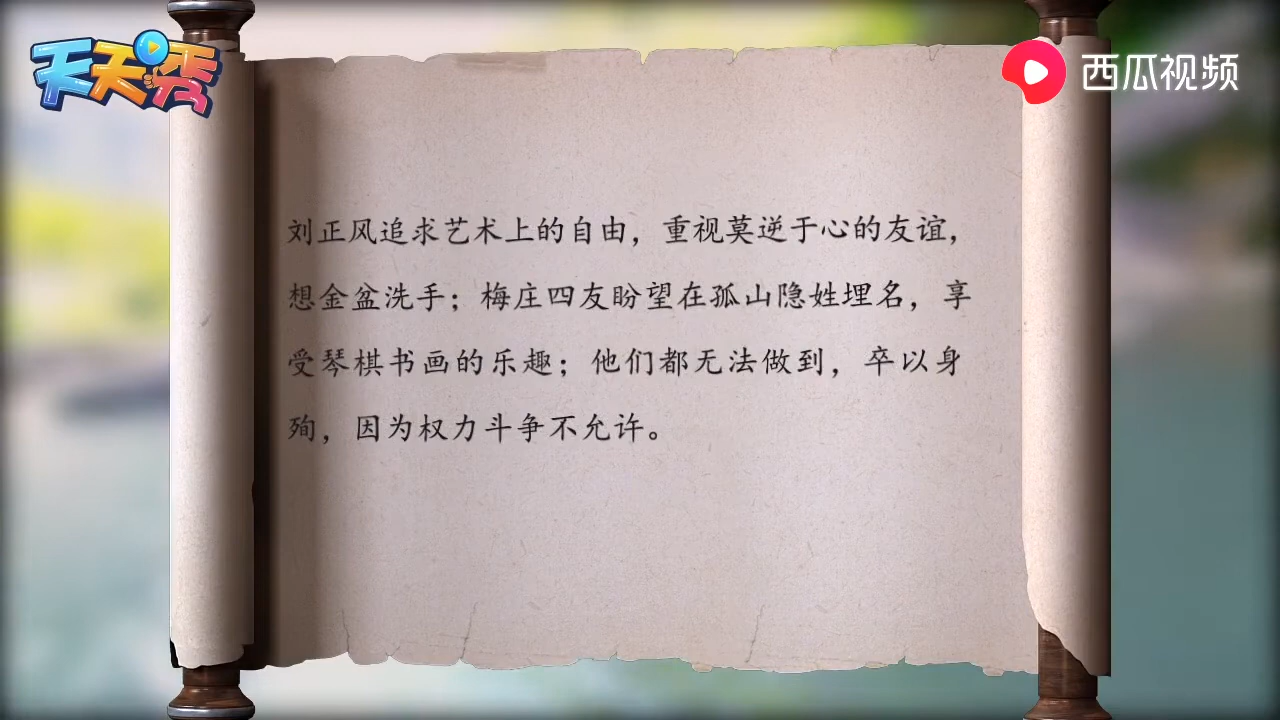 天天秀
西瓜视频
刘正风追求艺术上的自由，重视莫逆于心的友谊，
想金盆洗手；梅庄四友盼望在孤山隐姓埋名，享
受琴棋书画的乐趣；他们都无法做到，卒以身
殉，因为权力斗争不允许。